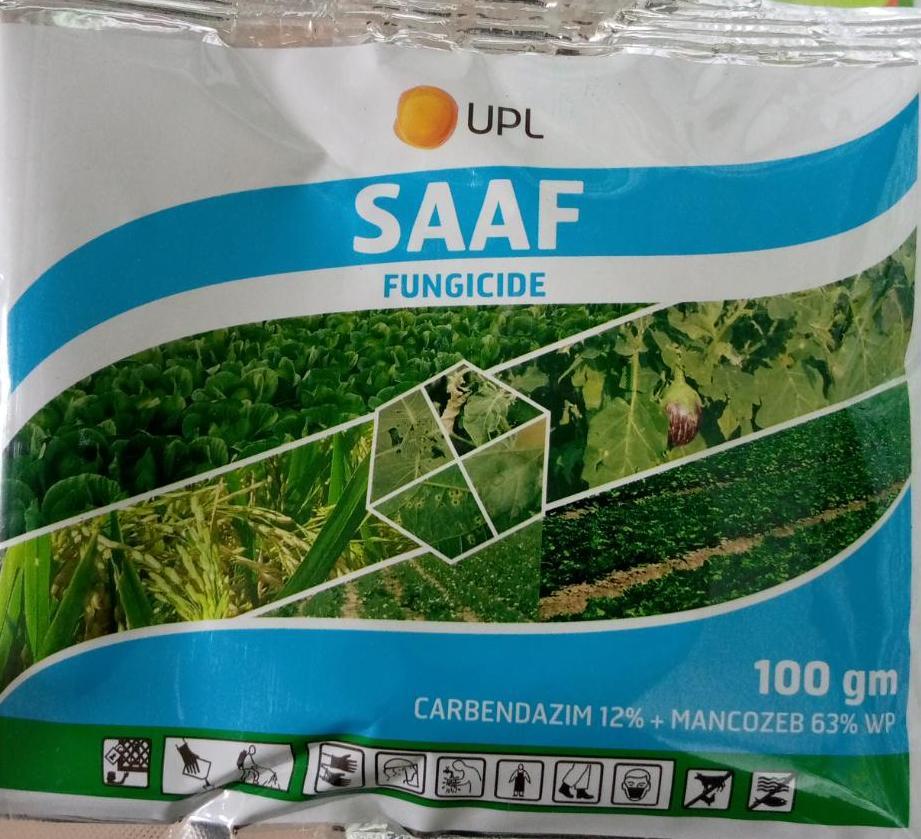 UPL
SAAF
FUNGICIDE
100 gm
CARBENDAZIM 12% + MANCOZEB 63% WP